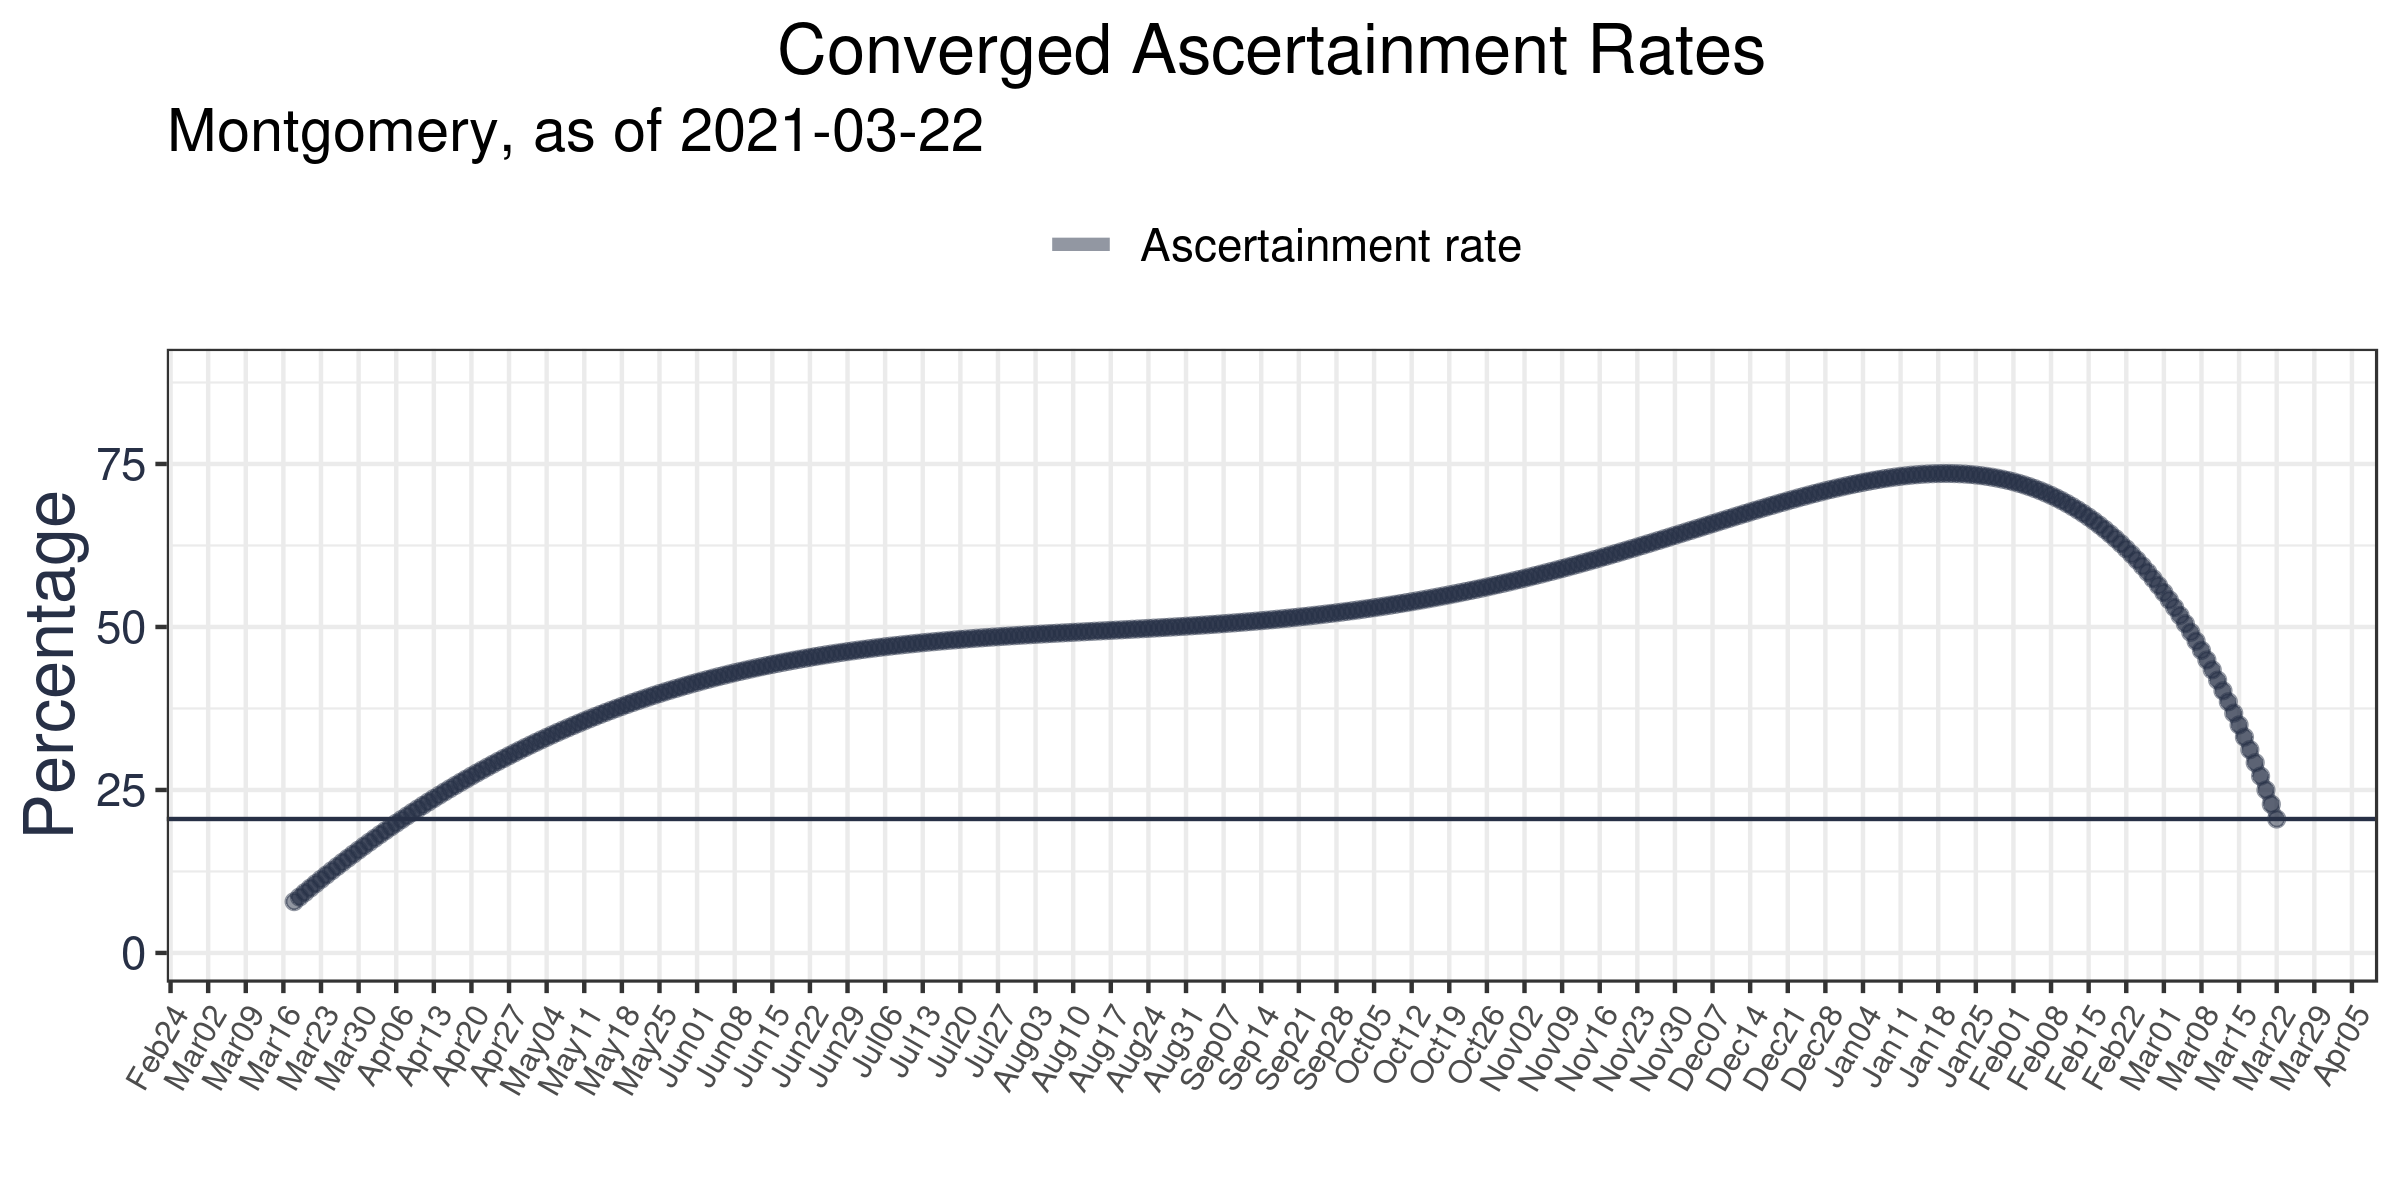 Converged Ascertainment Rates
Montgomery, as of 2021-03-22
Ascertainment rate
Percentage
75
50
25
0
Feb24 Mar02 Mar09 Mar16 Mar23 Mar30 Apr06 Apr13 Apr20 Apr27 May04 May11 May18 May25 Jun01 Jun08 Jun15 Jun22 Jun29 Jul06 Jul13 Jul20 Jul27 Aug03 Aug10 Aug17 Aug24 Aug31 Sep07 Sep14 Sep21 Sep28 Oct05 Oct12 Oct19 Oct26 Nov02 Nov09 Nov16 Nov23 Nov30 Dec07 Dec14 Dec21 Dec28 Jan04 Jan11 Jan18 Jan25 Feb01 Feb08 Feb15 Feb22 Mar01 Mar08 Mar15 Mar22 Mar29 Apr05